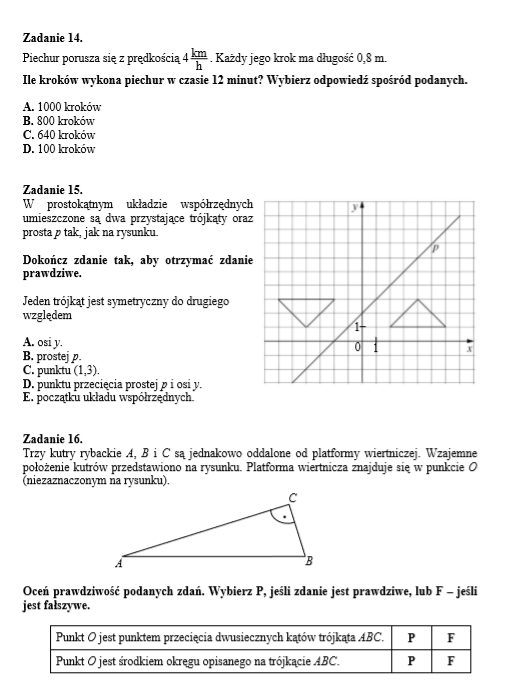 Zadanie 14.
Piechur porusza się z prędkością 4 km/h . Każdy jego krok ma długość 0,8 m.
Ile kroków wykona piechur w czasie 12 minut? Wybierz odpowiedź spośród podanych.
A. 1000 kroków
B. 800 kroków
C. 640 kroków
D. 100 kroków
Zadanie 15.
W prostokątnym układzie współrzędnych
umieszczone są dwa przystające trójkąty oraz
prosta p tak, jak na rysunku.
Dokończ zdanie tak, aby otrzymać zdanie
prawdziwe.
Jeden trójkąt jest symetryczny do drugiego
względem
A. osi y.
B. prostej p.
C. punktu (1,3).
D. punktu przecięcia prostej p i osi y.
E. początku układu współrzędnych.
y
p
1
0 1 x
Zadanie 16.
Trzy kutry rybackie A, B i C są jednakowo oddalone od platformy wiertniczej. Wzajemne
położenie kutrów przedstawiono na rysunku. Platforma wiertnicza znajduje się w punkcie O
(niezaznaczonym na rysunku).
C
A B
Oceń prawdziwość podanych zdań. Wybierz P, jeśli zdanie jest prawdziwe, lub F – jeśli
jest fałszywe.
Punkt O jest punktem przecięcia dwusiecznych kątów trójkąta ABC. P F
Punkt O jest środkiem okręgu opisanego na trójkącie ABC. P F